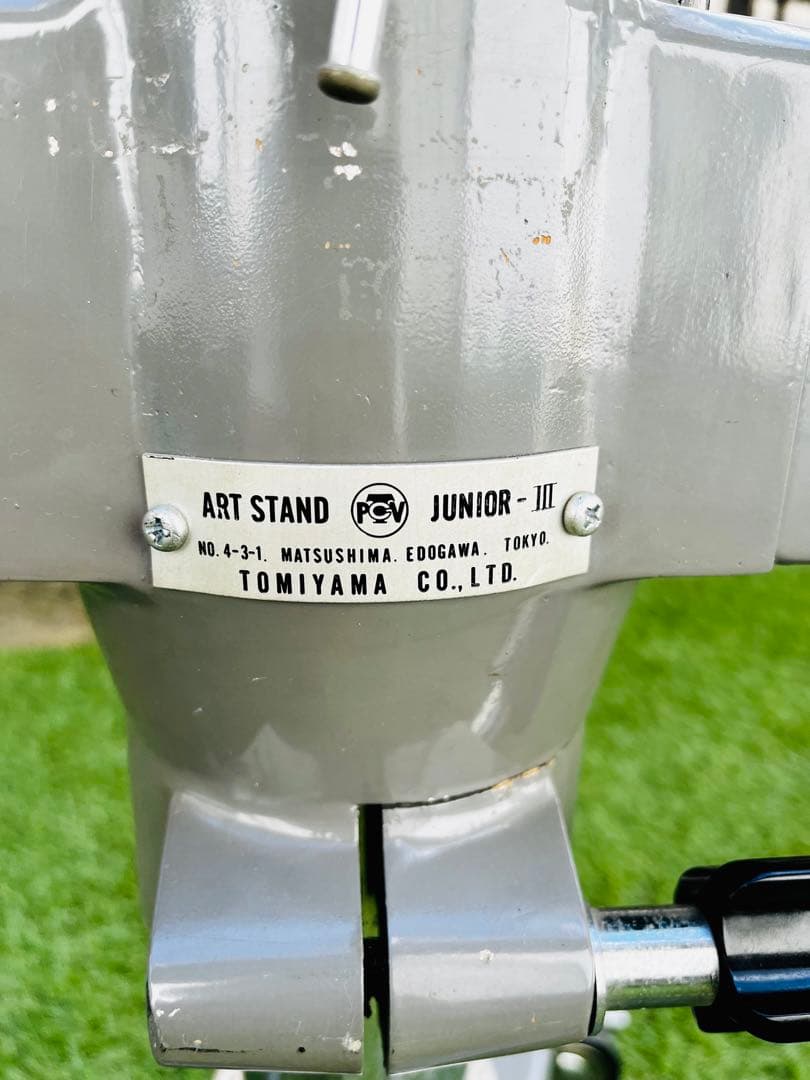 ART STAND PCV JUNIOR-III
NO. 4-3-1. MATSUSHIMA. EDOGAWA. TOKYO.
TOMIYAMA CO.,LTD.